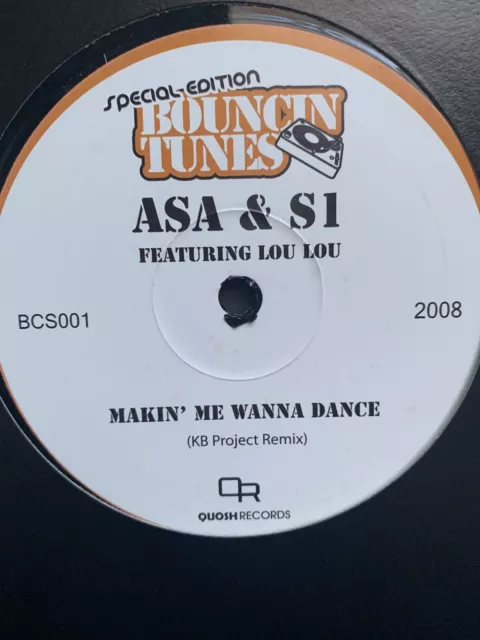 SPECIAL EDITION
BOUNCIN
TUNES
ASA & S1
FEATURING LOU LOU
BCS001
2008
MAKIN' ME WANNA DANCE
(KB Project Remix)
QR
QUOSH RECORDS